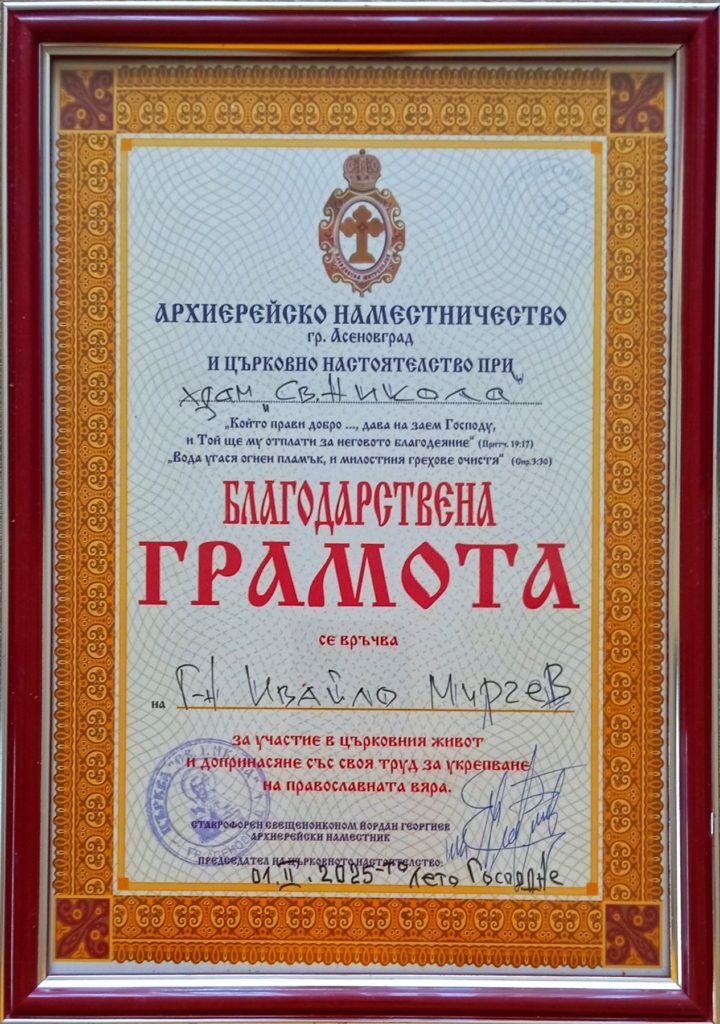 АРХИЕРЕЙСКО НАМЕСТНИЧЕСТВО
гр. Асеновград
И ЦЪРКОВНО НАСТОЯТЕЛСТВО ПРИ
храм „Св. Никола“
„Който прави добро ..., дава на заем Господу,
и Той ще му отплати за неговото благодеяние“ (Притч. 19:17)
„Вода угася огнен пламък, и милостиня грехове очистя“ (Сир.3:30)
БЛАГОДАРСТВЕНА
ГРАМОТА
СЕ ВРЪЧВА
НА Г-н Ивайло Мургев
ЗА УЧАСТИЕ В ЦЪРКОВНИЯ ЖИВОТ
И ДОПРИНАСЯНЕ СЪС СВОЯ ТРУД ЗА УКРЕПВАНЕ
НА ПРАВОСЛАВНАТА ВЯРА.
СТАВРОФОРЕН СВЕЩЕНОИКОНОМ ЙОРДАН ГЕОРГИЕВ
АРХИЕРЕЙСКИ НАМЕСТНИК
ПРЕДСЕДАТЕЛ НА ЦЪРКОВНОТО НАСТОЯТЕЛСТВО:
01.II.2025-то Лето Господне